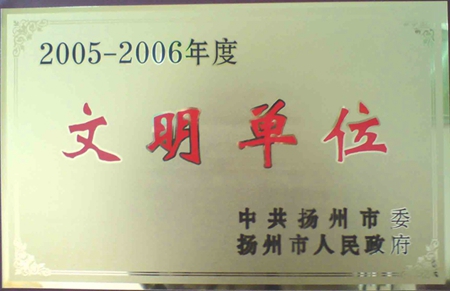 2005-2006年度
文明单位
中共扬州市委
扬州市人民政府